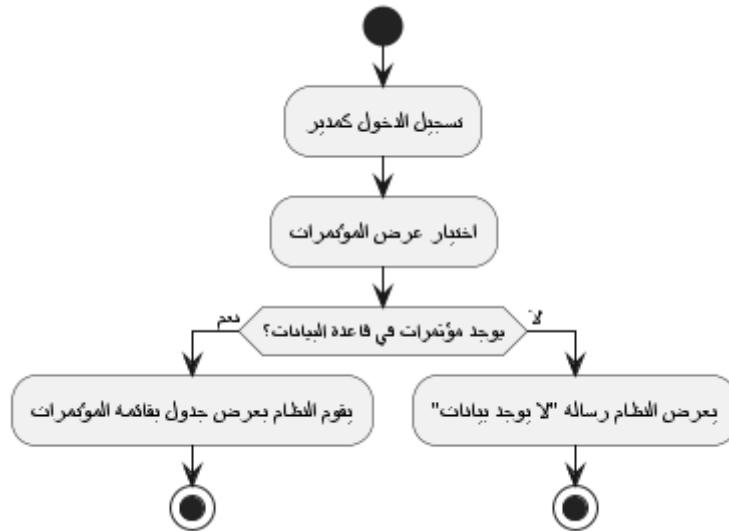 تسجيل الدخول كمدير
اختيار عرض المؤتمرات
يوجد مؤتمرات في قاعدة البيانات؟
نعم
لا
يقوم النظام بعرض جدول بقائمة المؤتمرات
يعرض النظام رسالة "لا يوجد بيانات"